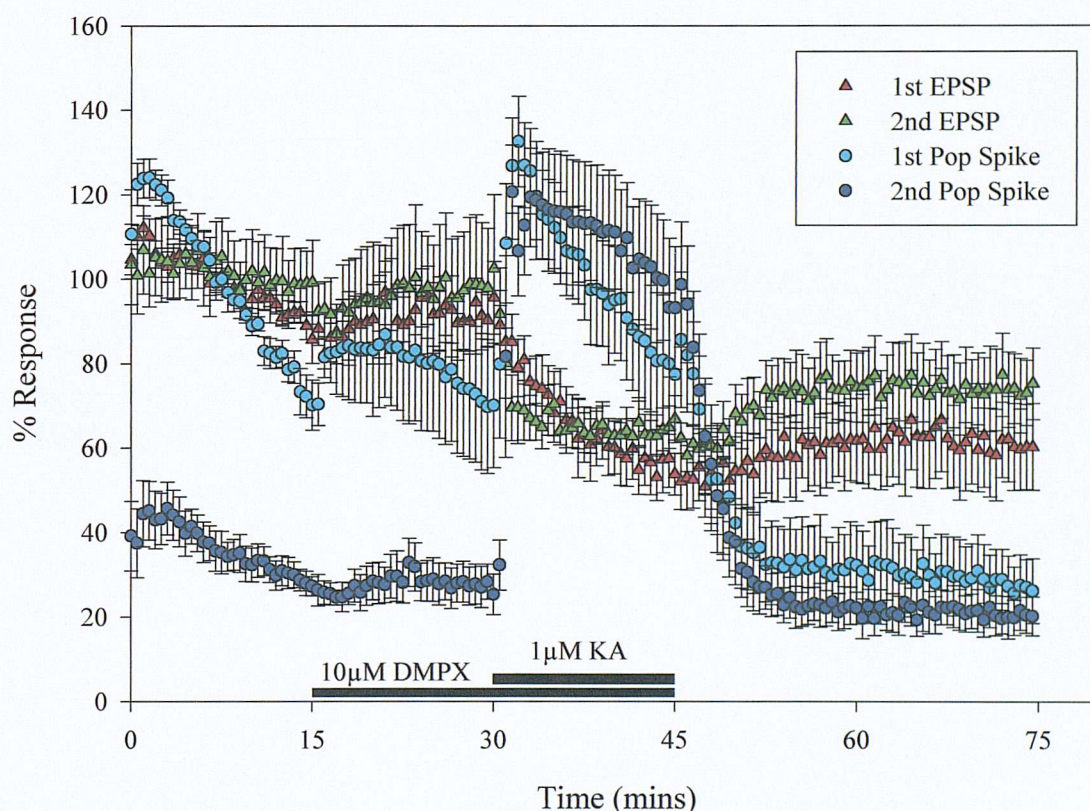 160
140
120
100
80
60
40
20
0
% Response
1st EPSP
2nd EPSP
1st Pop Spike
2nd Pop Spike
1µM KA
10µM DMPX
0 15 30 45 60 75
Time (mins)